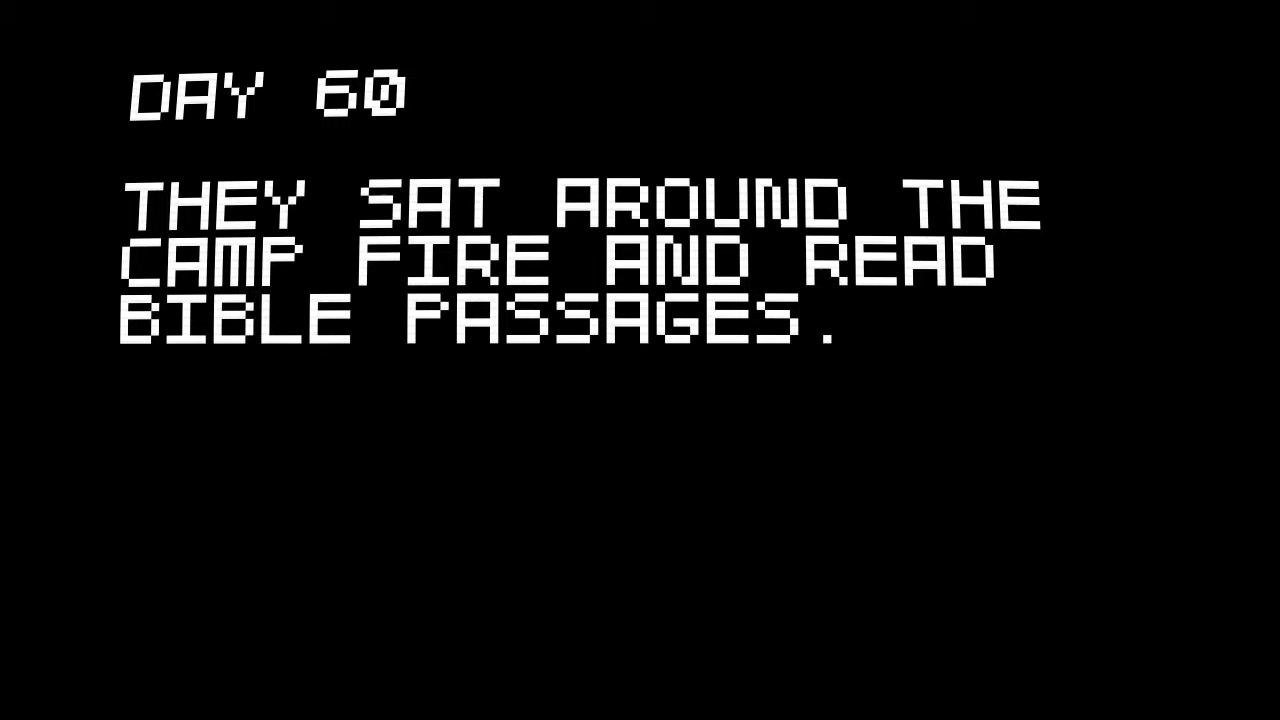 DAY 60
THEY SAT AROUND THE
CAMP FIRE AND READ
BIBLE PASSAGES.